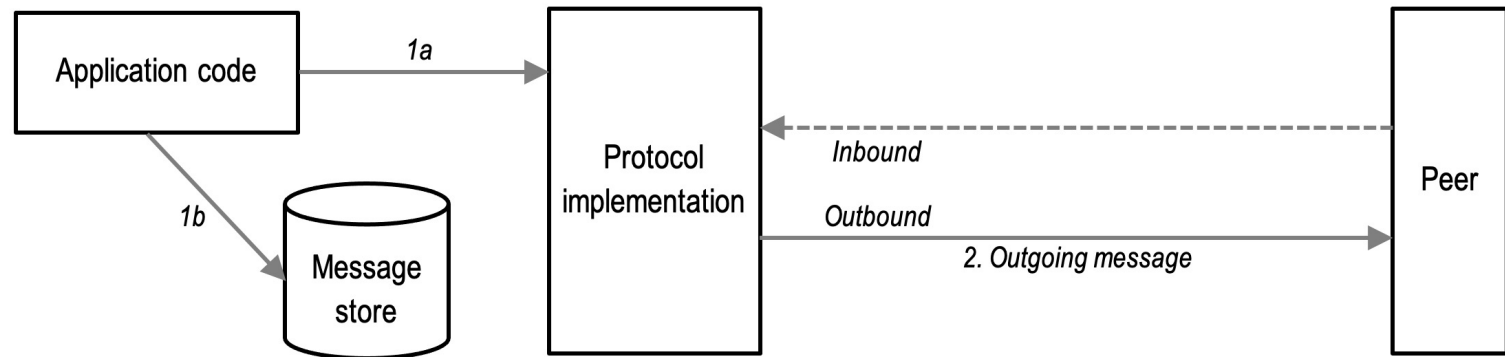 Application code
1a
1b
Message
store
Protocol
implementation
Inbound
Outbound
2. Outgoing message
Peer